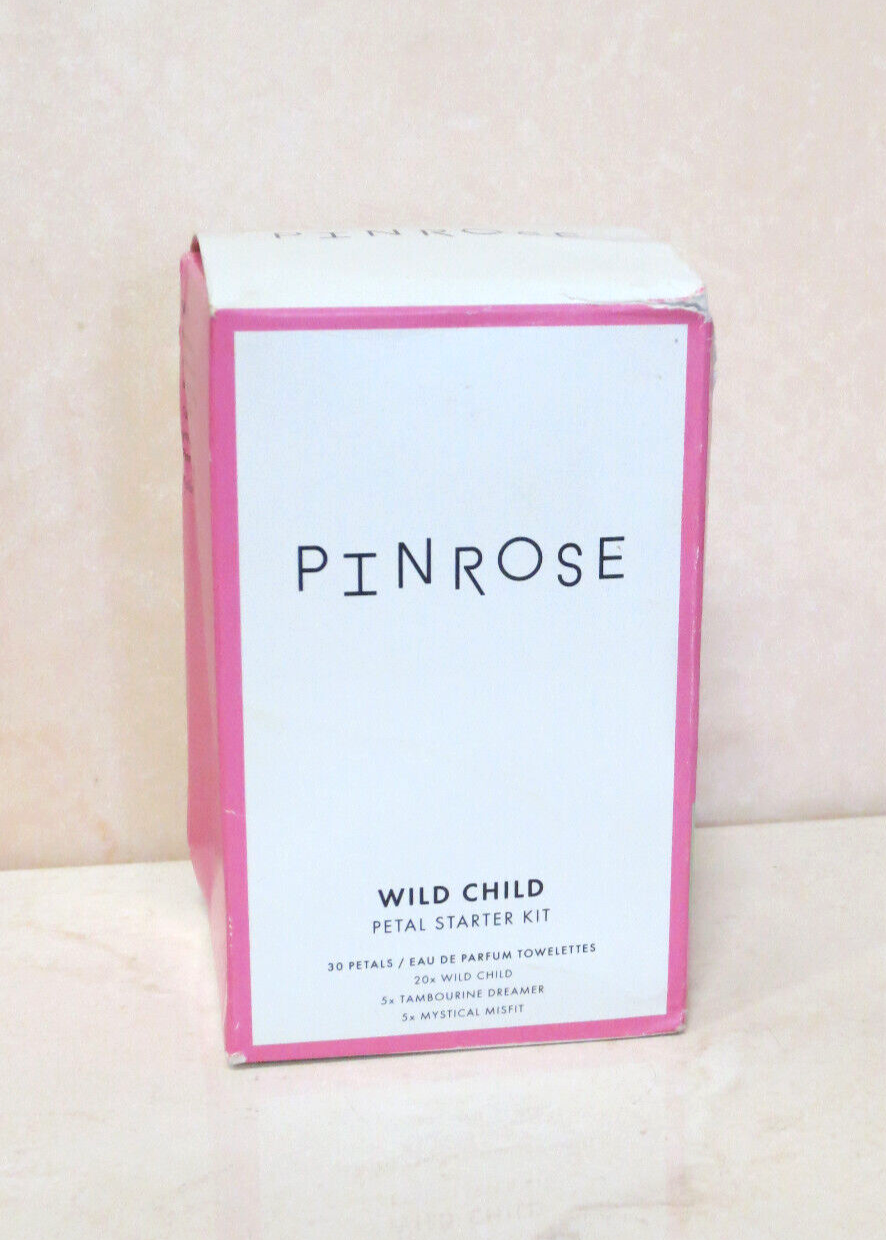 PINROSE
PINROSE
WILD CHILD
PETAL STARTER KIT
30 PETALS / EAU DE PARFUM TOWELETTES
20x WILD CHILD
5x TAMBOURINE DREAMER
5x MYSTICAL MISFIT